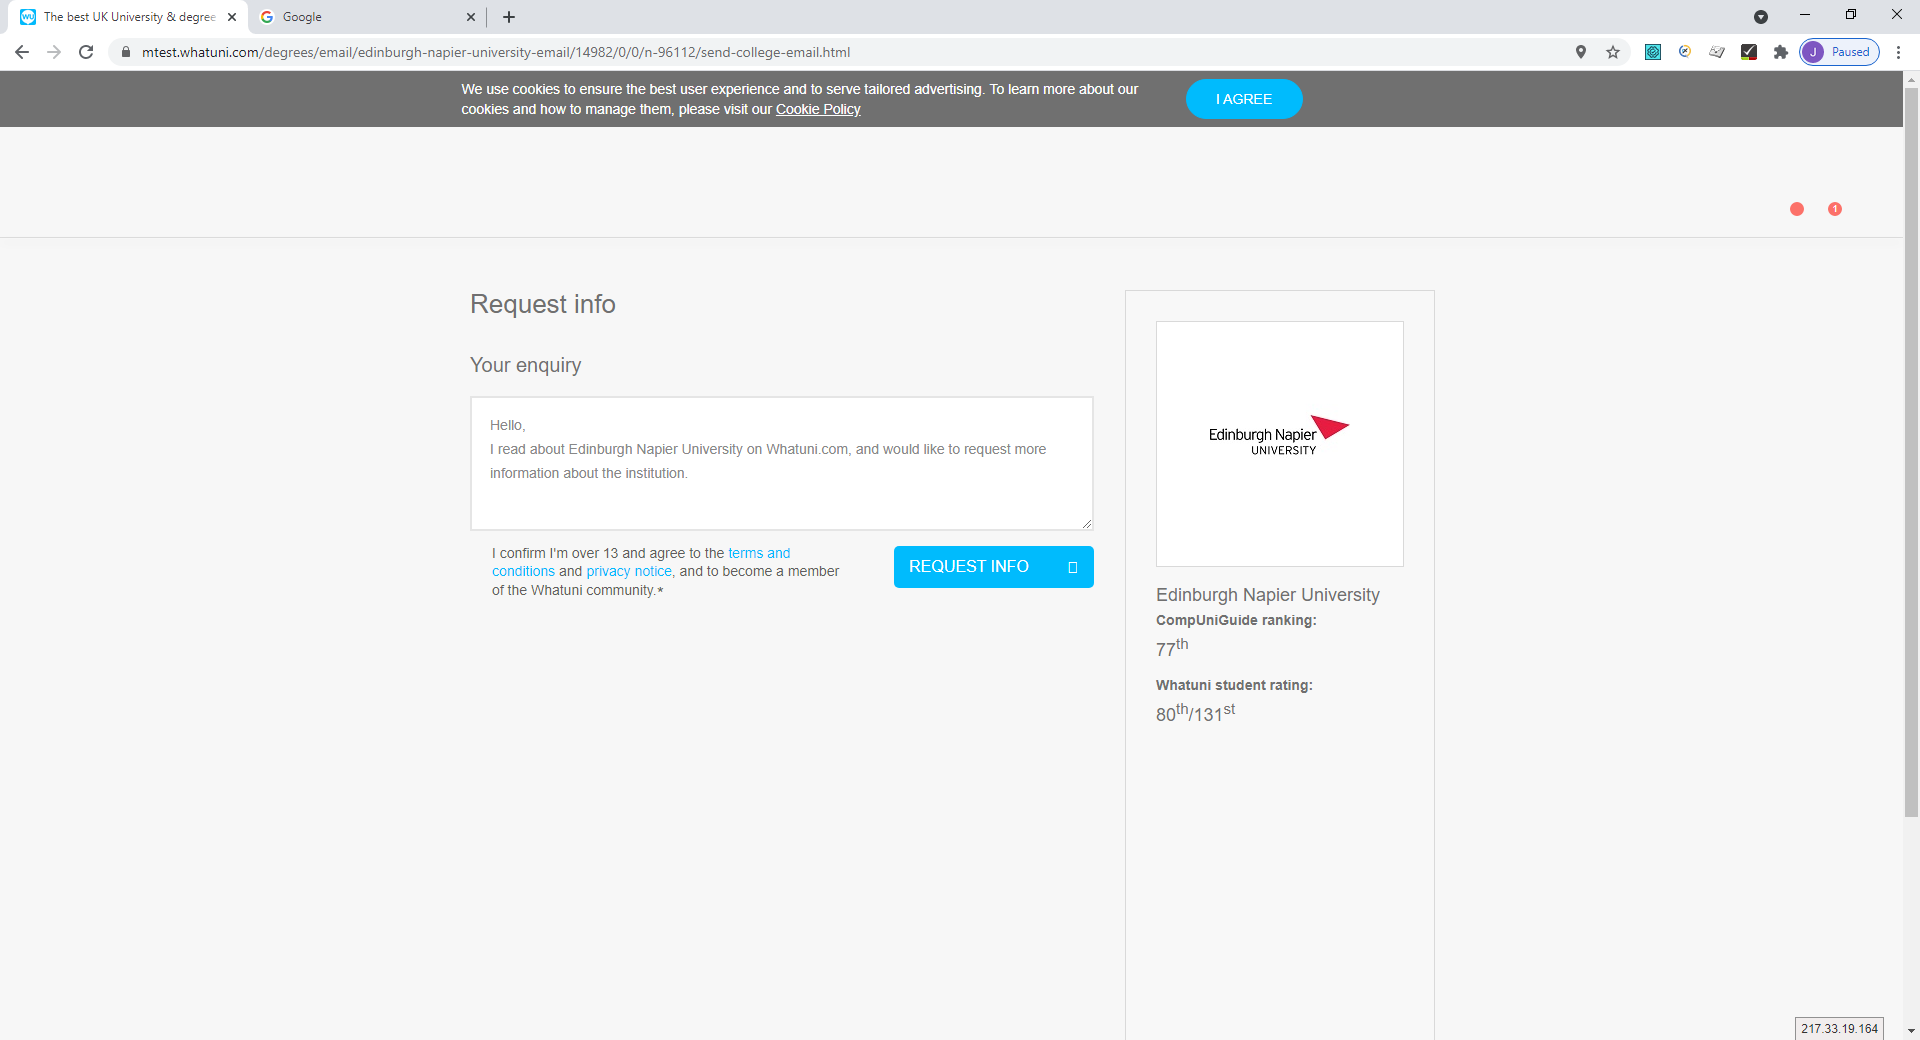 The best UK University & degree
Google
mtest.whatuni.com/degrees/email/edinburgh-napier-university-email/14982/0/0/n-96112/send-college-email.html
J Paused
We use cookies to ensure the best user experience and to serve tailored advertising. To learn more about our
cookies and how to manage them, please visit our Cookie Policy
I AGREE
1
Request info
Your enquiry
Hello,
I read about Edinburgh Napier University on Whatuni.com, and would like to request more
information about the institution.
I confirm I'm over 13 and agree to the terms and
conditions and privacy notice, and to become a member
of the Whatuni community.*
REQUEST INFO
Edinburgh Napier
UNIVERSITY
Edinburgh Napier University
CompUniGuide ranking:
77th
Whatuni student rating:
80th/131st
217.33.19.164